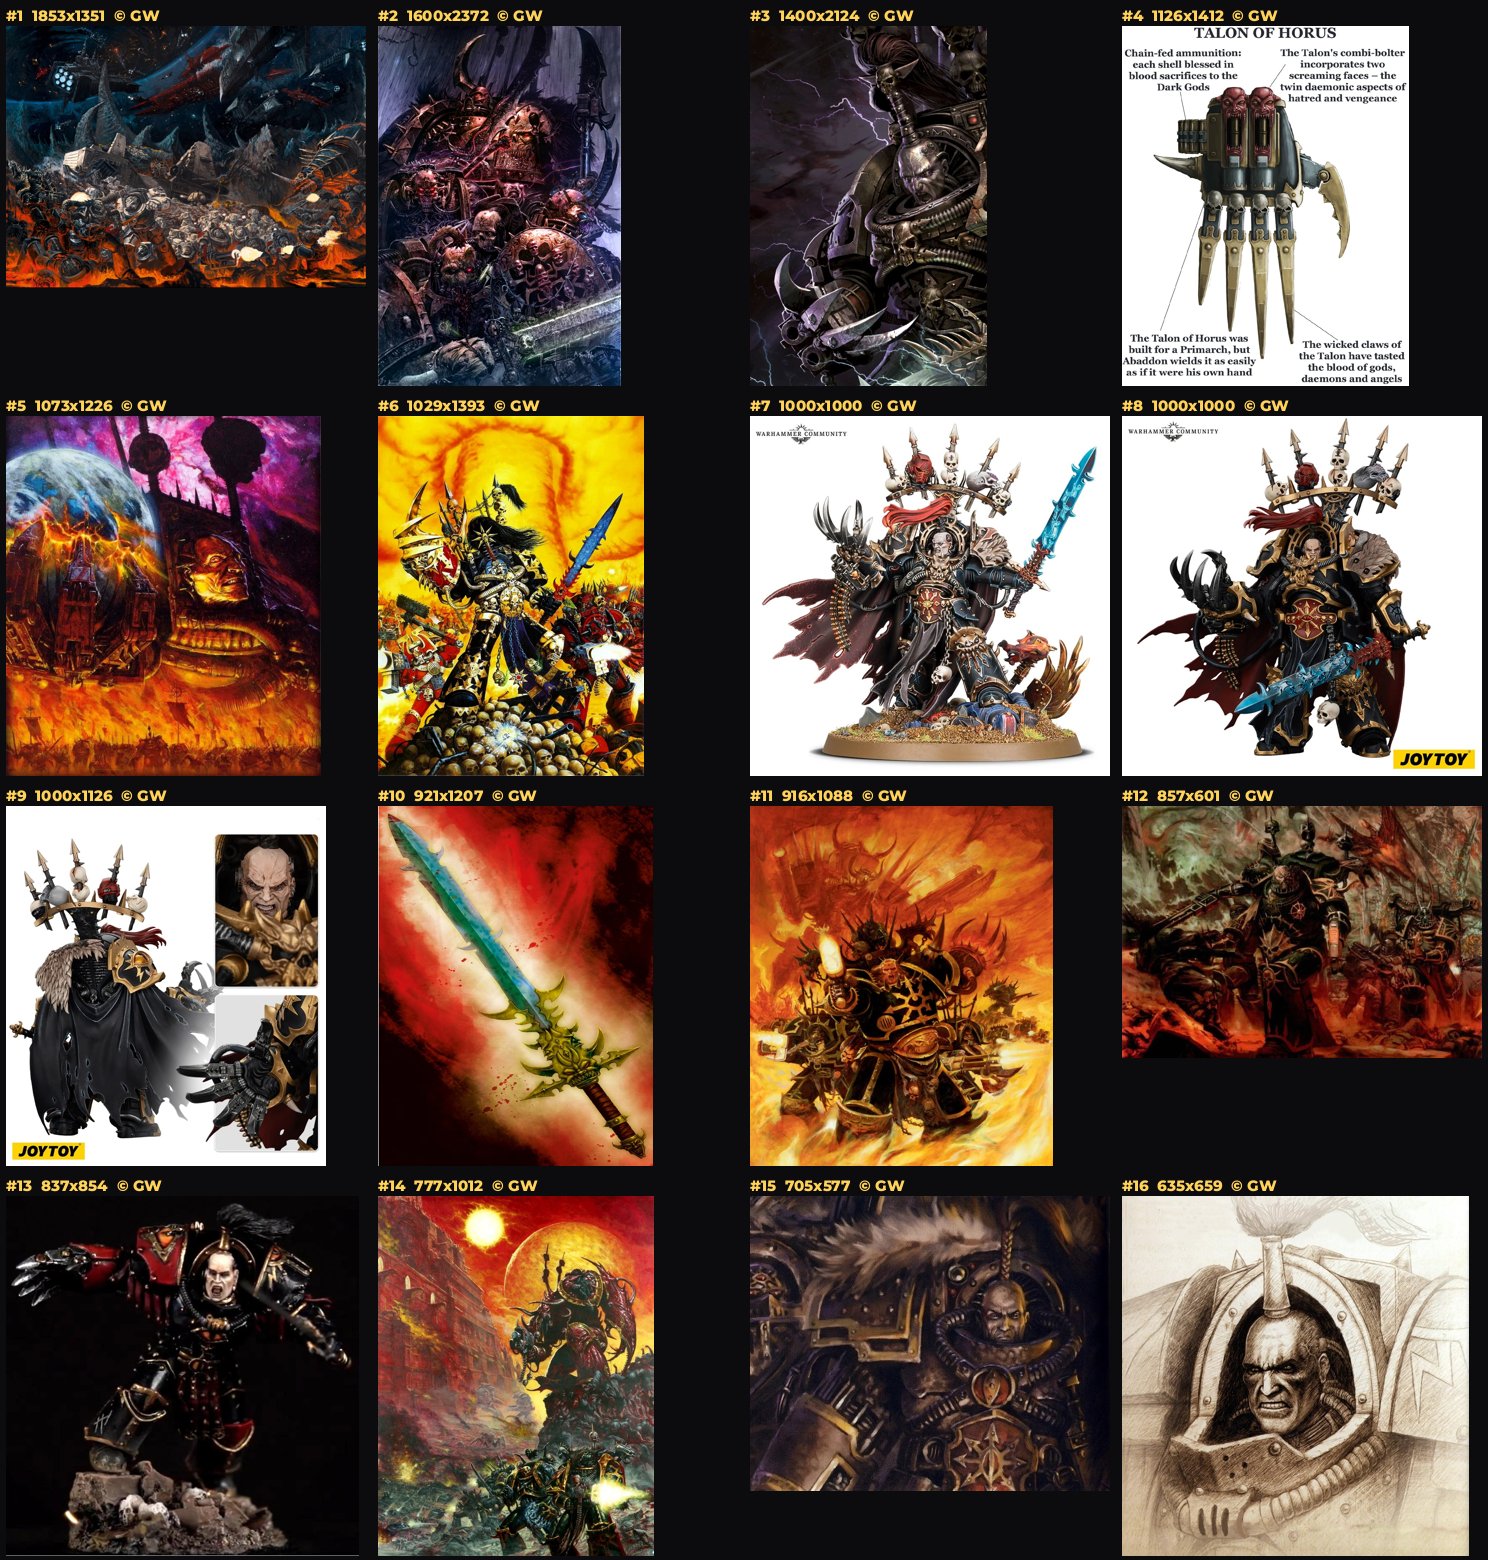 #1 1853x1351 © GW
#2 1600x2372 © GW
#3 1400x2124 © GW
#4 1126x1412 © GW
TALON OF HORUS
Chain-fed ammunition:
each shell blessed in
blood sacrifices to the
Dark Gods
The Talon's combi-bolter
incorporates two
screaming faces – the
twin daemonic aspects of
hatred and vengeance
The Talon of Horus was
built for a Primarch, but
Abaddon wields it as easily
as if it were his own hand
The wicked claws of
the Talon have tasted
the blood of gods,
daemons and angels
#5 1073x1226 © GW
#6 1029x1393 © GW
#7 1000x1000 © GW
WARHAMMER COMMUNITY
#8 1000x1000 © GW
WARHAMMER COMMUNITY
JOYTOY
#9 1000x1126 © GW
JOYTOY
#10 921x1207 © GW
#11 916x1088 © GW
#12 857x601 © GW
#13 837x854 © GW
#14 777x1012 © GW
#15 705x577 © GW
#16 635x659 © GW